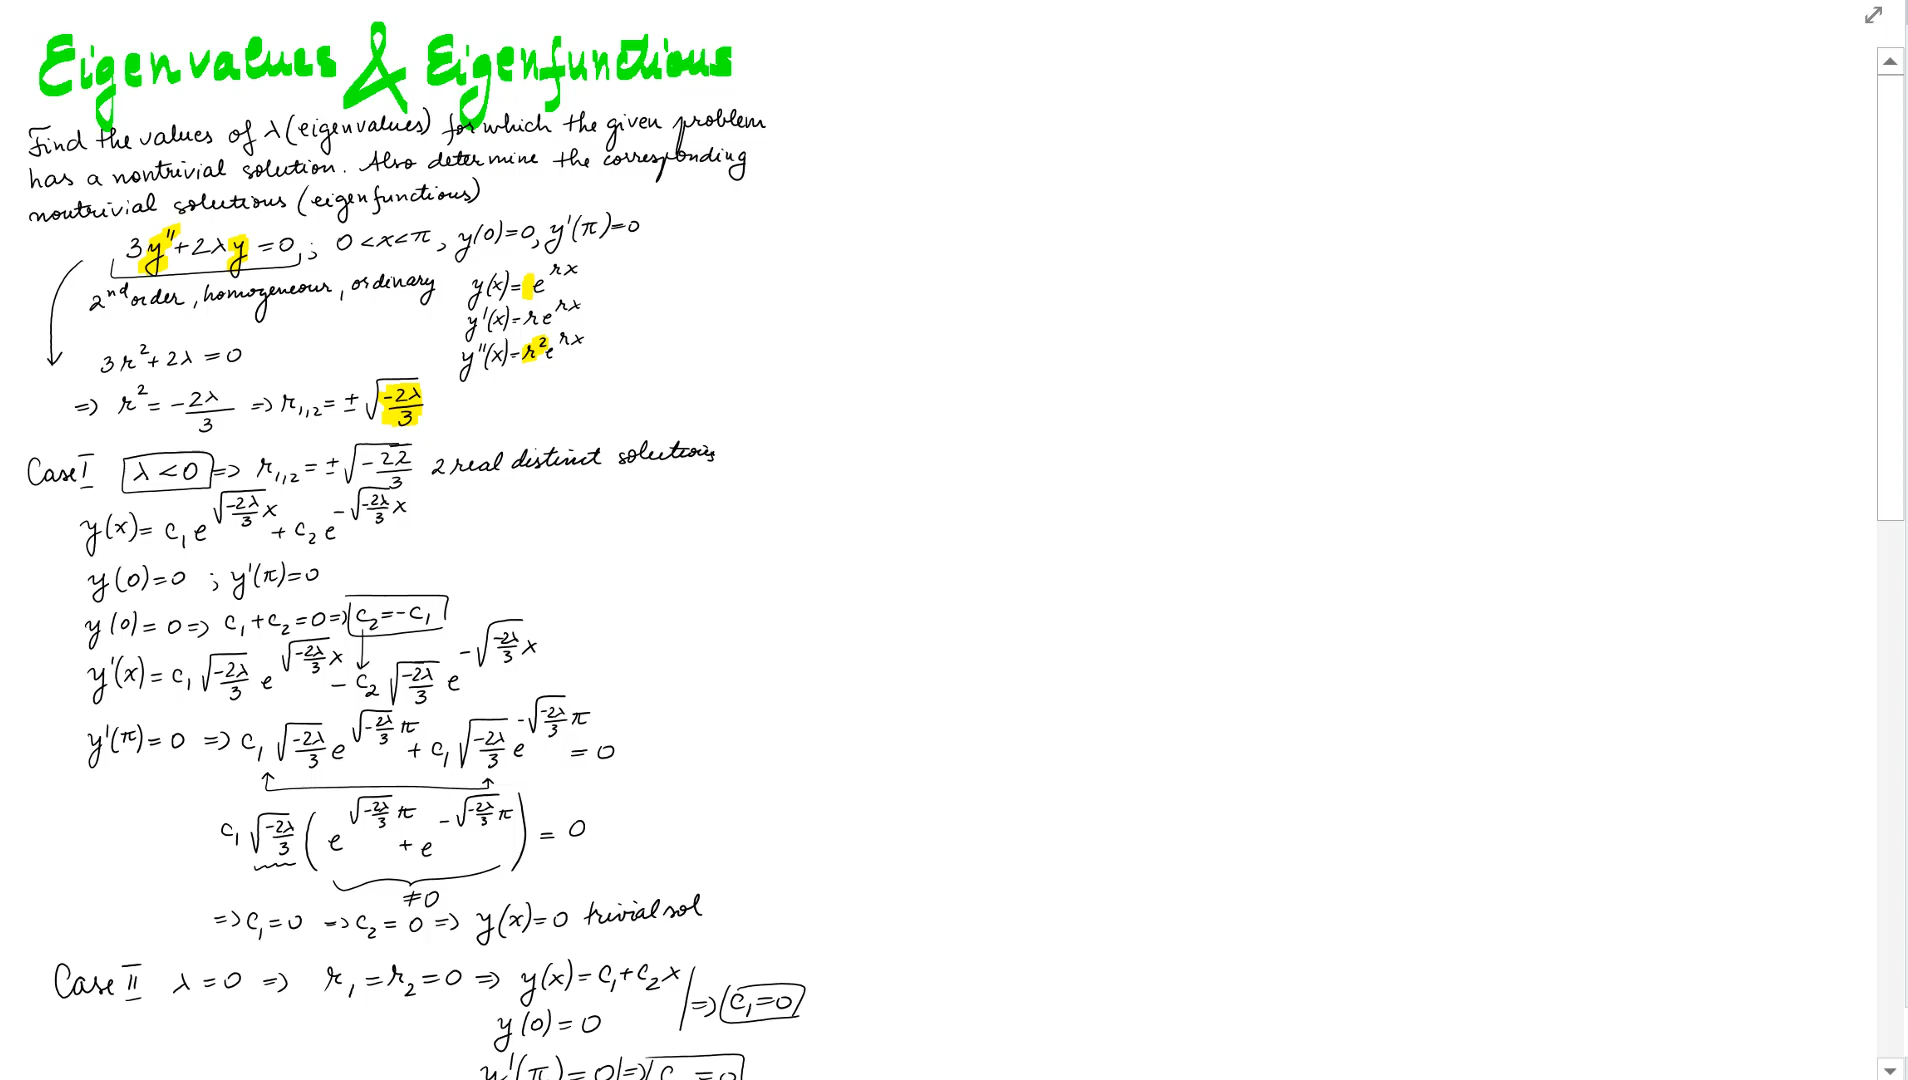 Eigenvalues & Eigenfunctions
Find the values of λ (eigenvalues) for which the given problem
has a nontrivial solution. Also determine the corresponding
nontrivial solutions (eigenfunctions)
3y'' + 2λy = 0 ; 0 < x < π, y(0)=0, y'(π)=0
2nd order, homogeneous, ordinary
y(x) = e^{rx}
y'(x) = r e^{rx}
y''(x) = r² e^{rx}
3r² + 2λ = 0
=> r² = -2λ/3 => r₁,₂ = ± √(-2λ/3)
Case I λ < 0 => r₁,₂ = ± √(-2λ/3) 2 real distinct solutions
y(x) = c₁ e^{√(-2λ/3) x} + c₂ e^{-√(-2λ/3) x}
y(0)=0 ; y'(π)=0
y(0) = 0 => c₁ + c₂ = 0 => c₂ = -c₁
y'(x) = c₁ √(-2λ/3) e^{√(-2λ/3) x} - c₂ √(-2λ/3) e^{-√(-2λ/3) x}
y'(π) = 0 => c₁ √(-2λ/3) e^{√(-2λ/3) π} + c₁ √(-2λ/3) e^{-√(-2λ/3) π} = 0
c₁ √(-2λ/3) ( e^{√(-2λ/3) π} + e^{-√(-2λ/3) π} ) = 0
≠0
=> c₁ = 0 => c₂ = 0 => y(x) = 0 trivial sol
Case II λ = 0 => r₁ = r₂ = 0 => y(x) = c₁ + c₂x
y(0) = 0 => c₁ = 0
y'(π) = 0 => c = 0